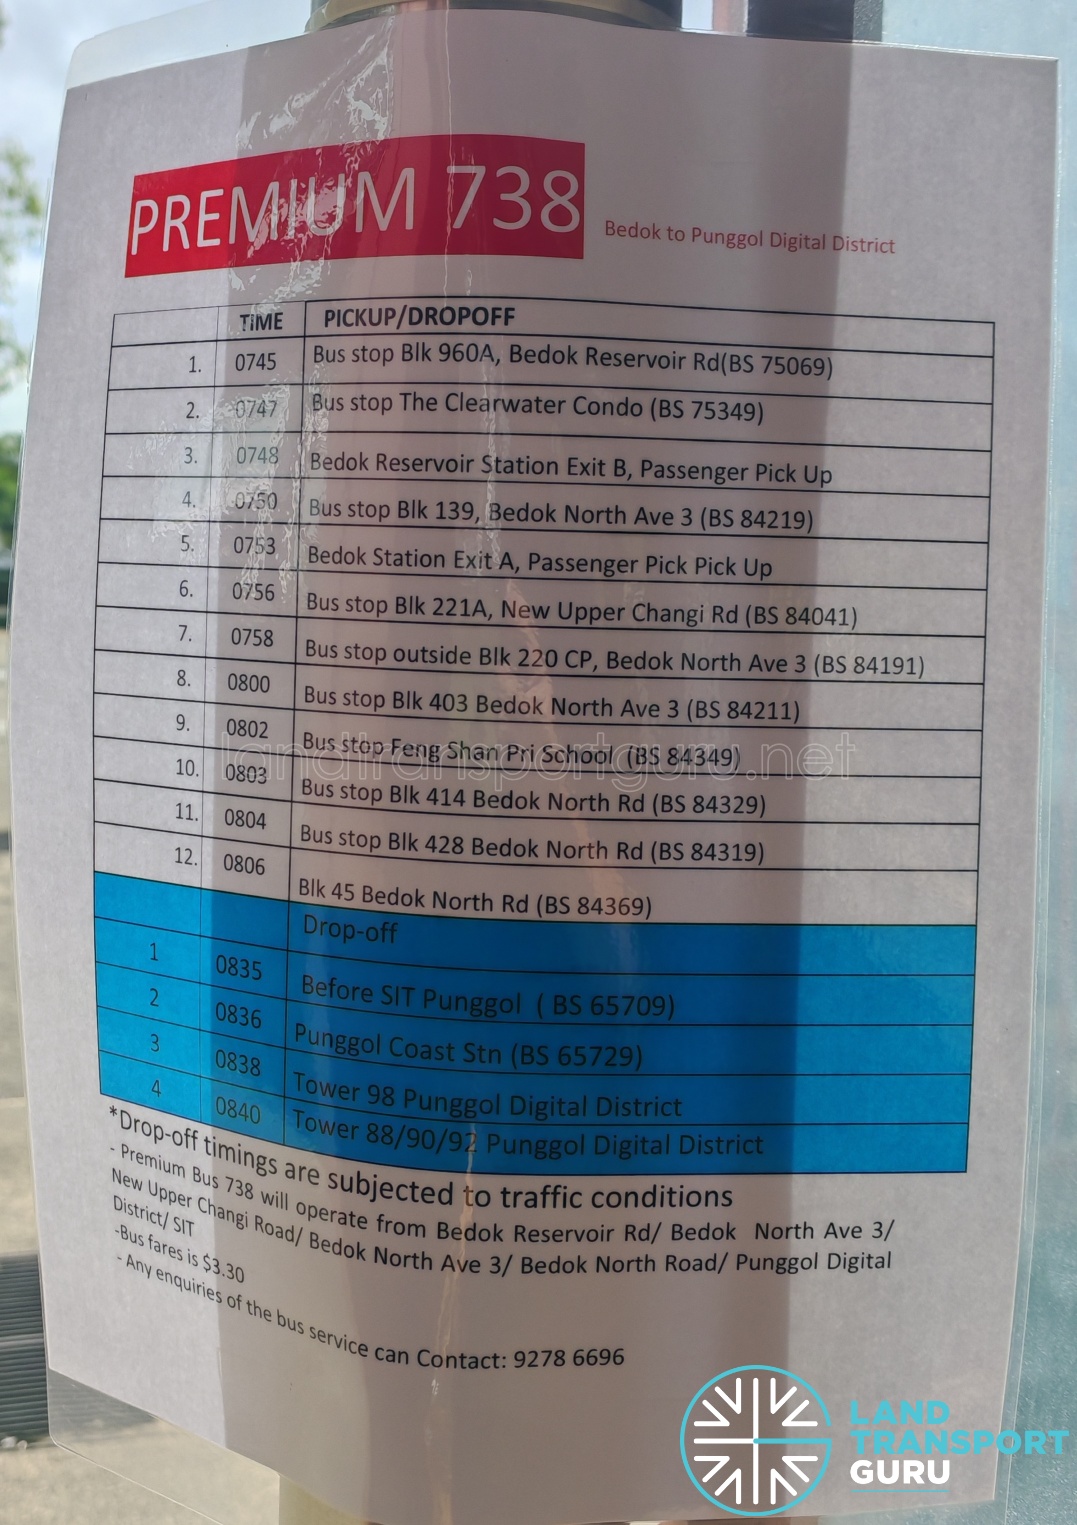 PREMIUM 738 Bedok to Punggol Digital District
TIME PICKUP/DROPOFF
1. 0745 Bus stop Blk 960A, Bedok Reservoir Rd(BS 75069)
2. 0747 Bus stop The Clearwater Condo (BS 75349)
3. 0748 Bedok Reservoir Station Exit B, Passenger Pick Up
4. 0750 Bus stop Blk 139, Bedok North Ave 3 (BS 84219)
5. 0753 Bedok Station Exit A, Passenger Pick Pick Up
6. 0756 Bus stop Blk 221A, New Upper Changi Rd (BS 84041)
7. 0758 Bus stop outside Blk 220 CP, Bedok North Ave 3 (BS 84191)
8. 0800 Bus stop Blk 403 Bedok North Ave 3 (BS 84211)
9. 0802 Bus stop Feng Shan Pri School (BS 84349)
10. 0803 Bus stop Blk 414 Bedok North Rd (BS 84329)
11. 0804 Bus stop Blk 428 Bedok North Rd (BS 84319)
12. 0806 Blk 45 Bedok North Rd (BS 84369)
Drop-off
1 0835 Before SIT Punggol ( BS 65709)
2 0836 Punggol Coast Stn (BS 65729)
3 0838 Tower 98 Punggol Digital District
4 0840 Tower 88/90/92 Punggol Digital District
*Drop-off timings are subjected to traffic conditions
- Premium Bus 738 will operate from Bedok Reservoir Rd/ Bedok North Ave 3/
New Upper Changi Road/ Bedok North Ave 3/ Bedok North Road/ Punggol Digital
District/ SIT
-Bus fares is $3.30
- Any enquiries of the bus service can Contact: 9278 6696
landtransportguru.net
LAND
TRANSPORT
GURU